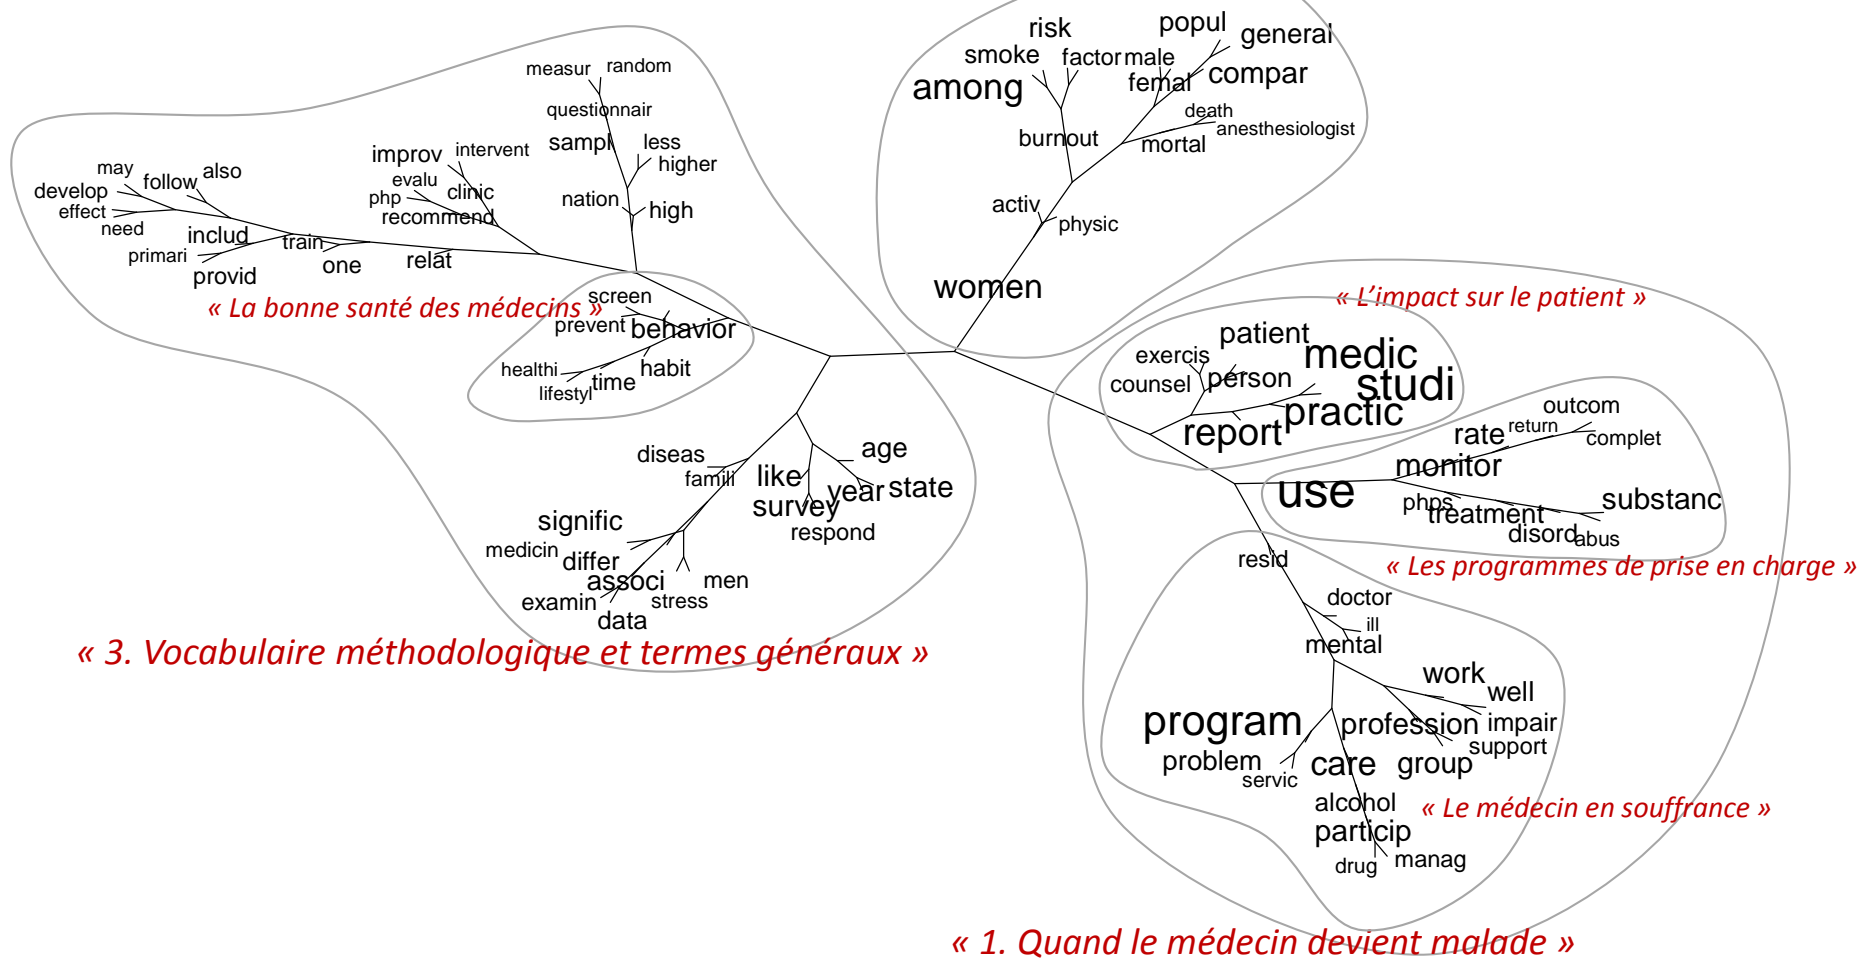 risk
popul
general
smoke
factor
male
among
femal
compar
death
anesthesiologist
burnout
mortal
activ
physic
women
measur
random
questionnair
sampl
less
higher
improv
intervent
evalu
php
clinic
recommend
nation
high
may
also
develop
follow
effect
need
includ
primari
train
provid
one
relat
« La bonne santé des médecins »
screen
prevent
behavior
healthi
habit
lifestyl
time
diseas
famili
like
age
survey
year
state
respond
signific
medicin
differ
associ
men
examin
stress
data
« 3. Vocabulaire méthodologique et termes généraux »
« L'impact sur le patient »
patient
exercis
medic
counsel
person
studi
practic
report
outcom
rate
return
complet
monitor
use
phps
treatment
substanc
disord
abus
« Les programmes de prise en charge »
resid
doctor
ill
mental
work
well
program
profession
impair
support
problem
servic
care
group
alcohol
particip
drug
manag
« Le médecin en souffrance »
« 1. Quand le médecin devient malade »